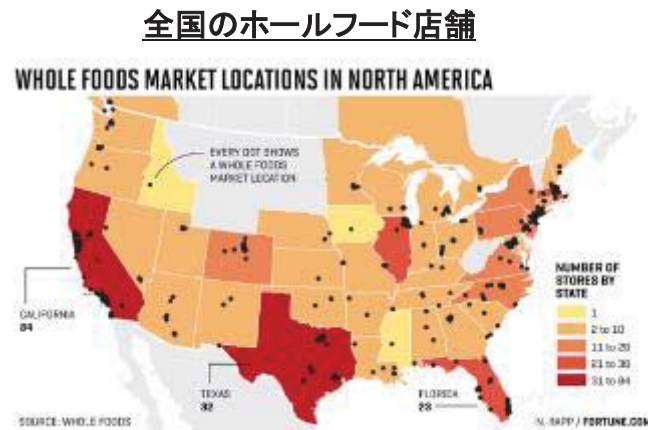 全国のホールフード店舗
WHOLE FOODS MARKET LOCATIONS IN NORTH AMERICA
EVERY DOT SHOWS
A WHOLE FOODS
MARKET LOCATION
NUMBER OF
STORES BY
STATE
1
2 to 10
11 to 20
21 to 30
31 to 84
CALIFORNIA
84
TEXAS
32
FLORIDA
23
SOURCE: WHOLE FOODS
N. RAPP / FORTUNE.COM